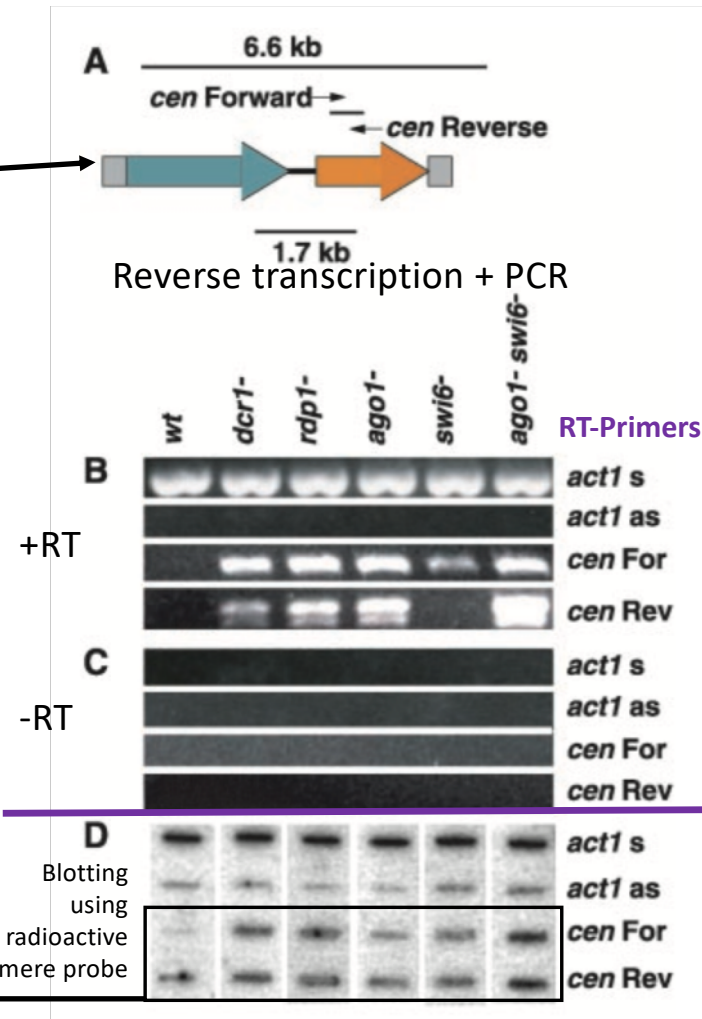 A
6.6 kb
cen Forward
cen Reverse
1.7 kb
Reverse transcription + PCR
wt
dcr1-
rdp1-
ago1-
swi6-
ago1- swi6-
RT-Primers
B
+RT
act1 s
act1 as
cen For
cen Rev
C
-RT
act1 s
act1 as
cen For
cen Rev
D
act1 s
act1 as
cen For
cen Rev
Blotting
using
radioactive
mere probe